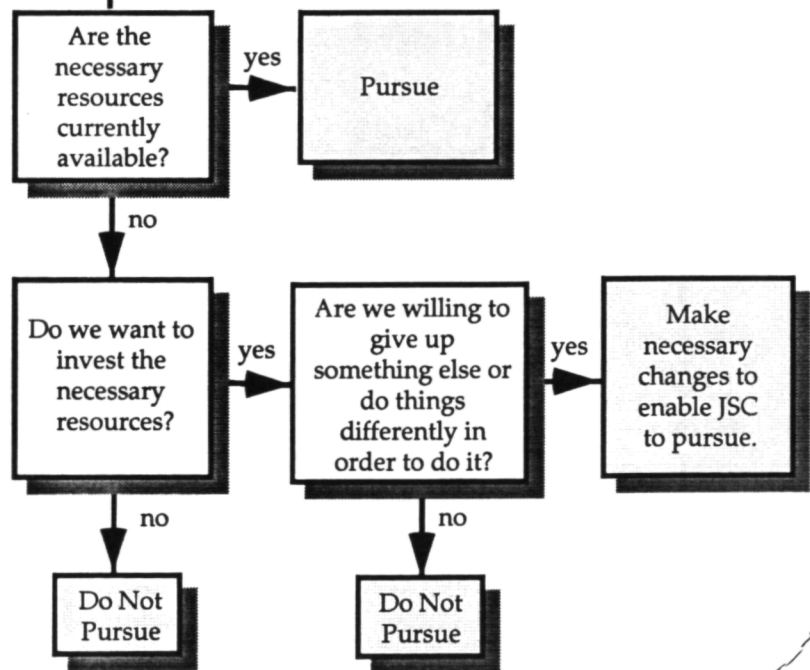 Are the
necessary
resources
currently
available?
yes
Pursue
no
Do we want to
invest the
necessary
resources?
yes
Are we willing to
give up
something else or
do things
differently in
order to do it?
yes
Make
necessary
changes to
enable JSC
to pursue.
no
no
Do Not
Pursue
Do Not
Pursue